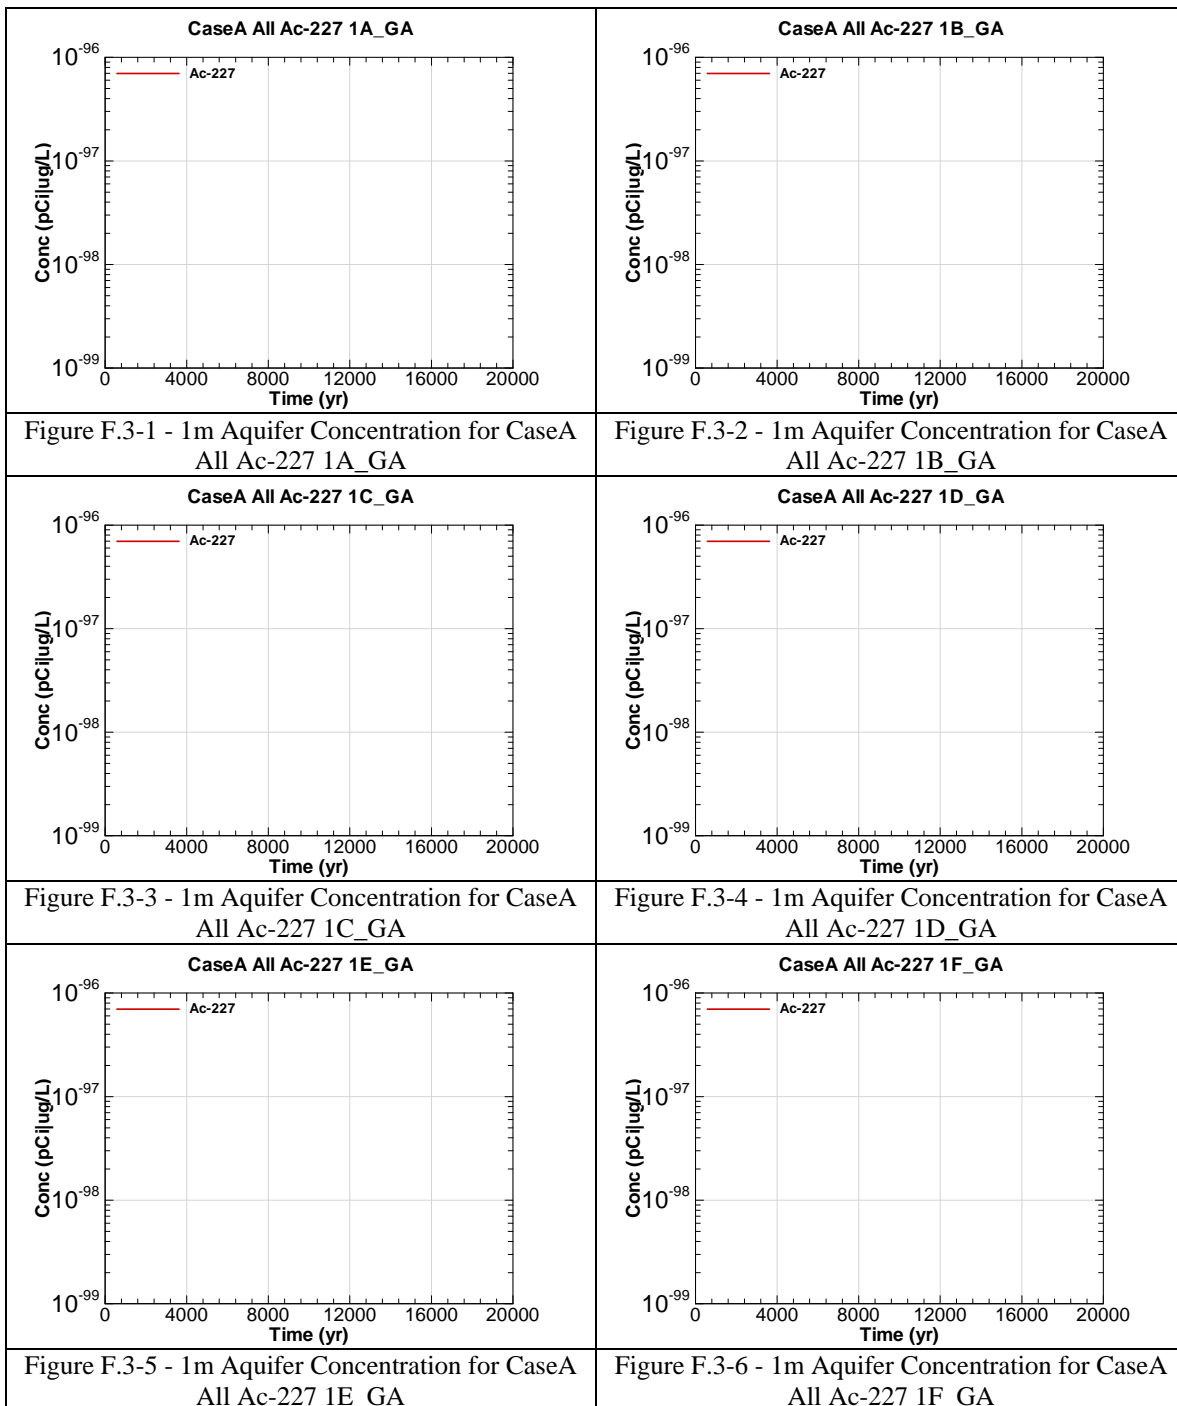 CaseA All Ac-227 1A_GA
10^-96
Ac-227
10^-97
Conc (pCi|ug/L)
10^-98
10^-99
0 4000 8000 12000 16000 20000
Time (yr)
Figure F.3-1 - 1m Aquifer Concentration for CaseA
All Ac-227 1A_GA
CaseA All Ac-227 1B_GA
10^-96
Ac-227
10^-97
Conc (pCi|ug/L)
10^-98
10^-99
0 4000 8000 12000 16000 20000
Time (yr)
Figure F.3-2 - 1m Aquifer Concentration for CaseA
All Ac-227 1B_GA
CaseA All Ac-227 1C_GA
10^-96
Ac-227
10^-97
Conc (pCi|ug/L)
10^-98
10^-99
0 4000 8000 12000 16000 20000
Time (yr)
Figure F.3-3 - 1m Aquifer Concentration for CaseA
All Ac-227 1C_GA
CaseA All Ac-227 1D_GA
10^-96
Ac-227
10^-97
Conc (pCi|ug/L)
10^-98
10^-99
0 4000 8000 12000 16000 20000
Time (yr)
Figure F.3-4 - 1m Aquifer Concentration for CaseA
All Ac-227 1D_GA
CaseA All Ac-227 1E_GA
10^-96
Ac-227
10^-97
Conc (pCi|ug/L)
10^-98
10^-99
0 4000 8000 12000 16000 20000
Time (yr)
Figure F.3-5 - 1m Aquifer Concentration for CaseA
All Ac-227 1E_GA
CaseA All Ac-227 1F_GA
10^-96
Ac-227
10^-97
Conc (pCi|ug/L)
10^-98
10^-99
0 4000 8000 12000 16000 20000
Time (yr)
Figure F.3-6 - 1m Aquifer Concentration for CaseA
All Ac-227 1F_GA